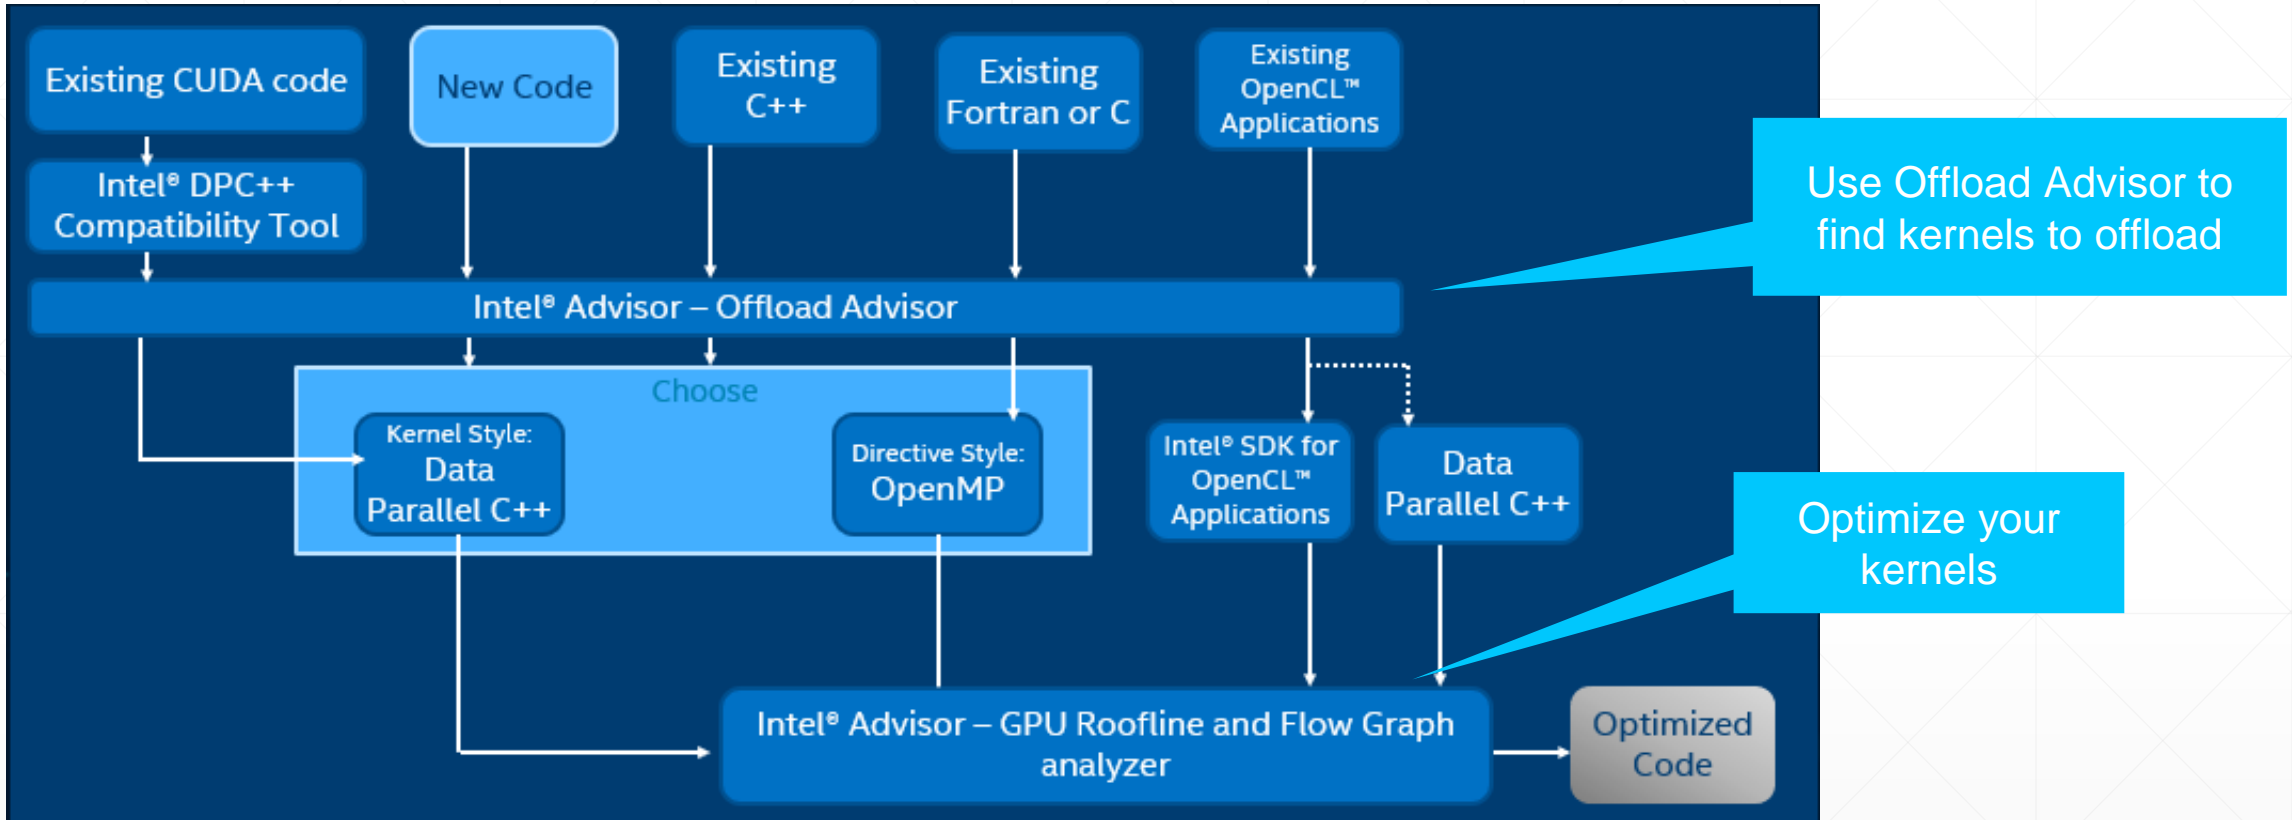 Existing CUDA code
New Code
Existing
C++
Existing
Fortran or C
Existing
OpenCL™
Applications
Intel® DPC++
Compatibility Tool
Use Offload Advisor to
find kernels to offload
Intel® Advisor – Offload Advisor
Choose
Kernel Style:
Data
Parallel C++
Directive Style:
OpenMP
Intel® SDK for
OpenCL™
Applications
Data
Parallel C++
Optimize your
kernels
Intel® Advisor – GPU Roofline and Flow Graph
analyzer
Optimized
Code